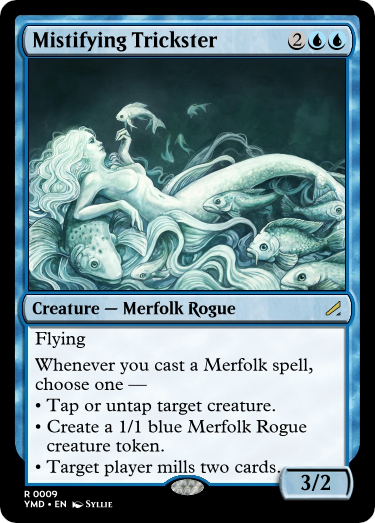 Mistifying Trickster 2
Creature — Merfolk Rogue
Flying
Whenever you cast a Merfolk spell,
choose one —
• Tap or untap target creature.
• Create a 1/1 blue Merfolk Rogue
creature token.
• Target player mills two cards.
3/2
R 0009
YMD • EN Syllie